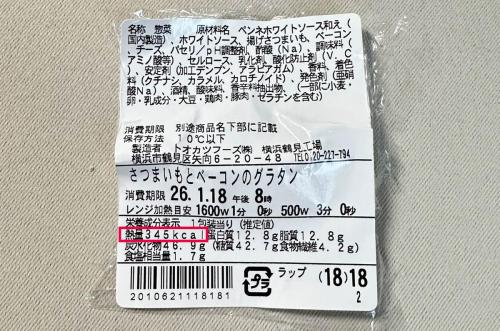 名称 惣菜 原材料名 ペンネホワイトソース和え(
国内製造)、ホワイトソース、揚げさつまいも、ベーコン
、チーズ、パセリ/pH調整剤、酢酸(Na)、調味料(
アミノ酸等)、セルロース、乳化剤、酸化防止剤(V.C
)、安定剤(加工デンプン、アラビアガム)、香料、着色
料(クチナシ、カラメル、カロチノイド)、発色剤(亜硝
酸Na)、酒精、酸味料、香辛料抽出物、(一部に小麦・
卵・乳成分・大豆・鶏肉・豚肉・ゼラチンを含む)
消費期限 別途商品名下部に記載
保存方法 10℃以下
製造者 トオカツフーズ㈱ 横浜鶴見工場
横浜市鶴見区矢向6-20-48 TEL0120-227-794
さつまいもとベーコンのグラタン
消費期限 26.1.18 午後 8時
レンジ加熱目安 1600w 1分 0秒 500w 3分 0秒
栄養成分表示 1包装当り(推定値)
熱量345kcal 蛋白質12.8g 脂質12.8g
炭水化物46.9g(糖質42.7g 食物繊維4.2g)
食塩相当量1.7g
2010621118181
プラ
ラップ
(18)18
2